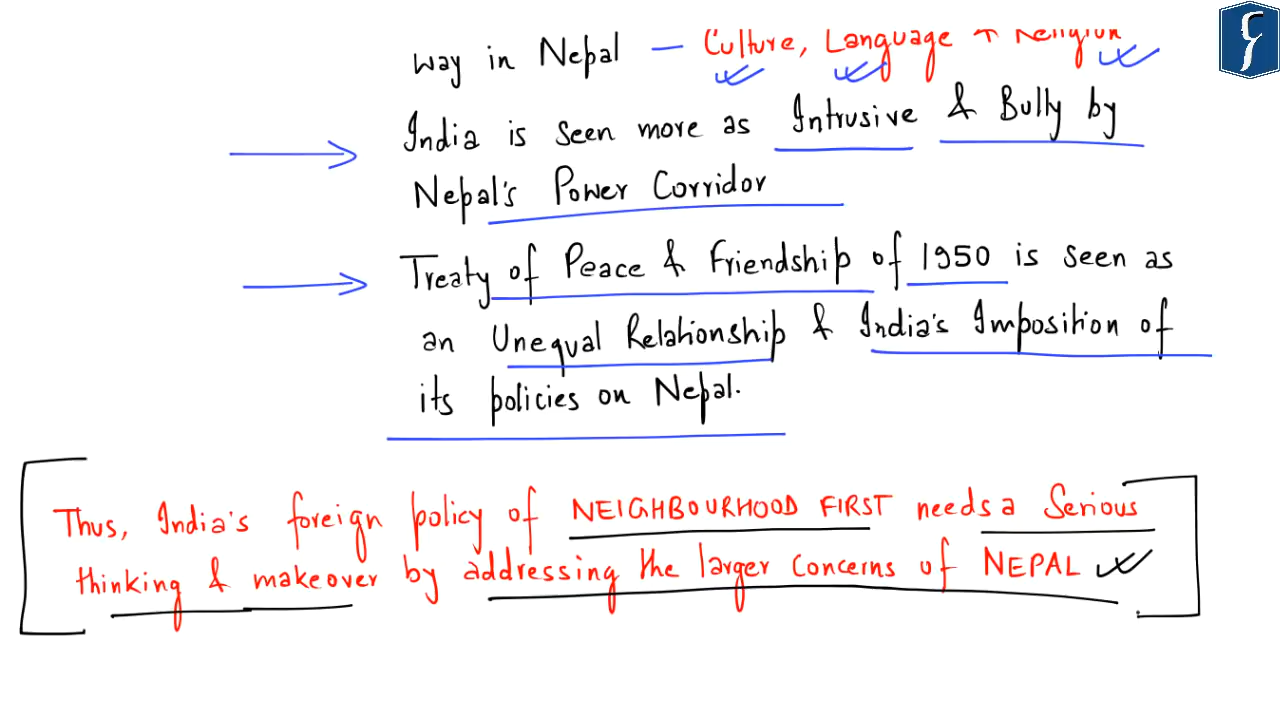 way in Nepal — Culture, Language + Religion
India is seen more as Intrusive & Bully by
Nepal's Power Corridor
Treaty of Peace & Friendship of 1950 is seen as
an Unequal Relationship & India's Imposition of
its policies on Nepal.
Thus, India's foreign policy of NEIGHBOURHOOD FIRST needs a Serious
thinking & makeover by addressing the larger concerns of NEPAL